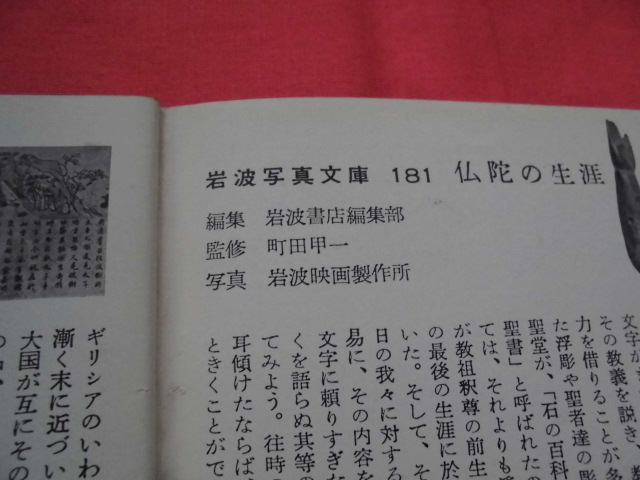 岩波写真文庫 181 仏陀の生涯
編集 岩波書店編集部
監修 町田甲一
写真 岩波映画製作所
文字が
その教義を説き、
力を借りることが多
た浮彫や聖者達の彫
聖堂が、「石の百科
聖書」と呼ばれたの
ては、それよりも
が教祖釈尊の前生
の最後の生涯に於
いた。そして、そ
日の我々に対する
易に、その内容を
文字に頼りすぎた
くを語らぬ其等の
てみよう。往時の
耳傾けたならば、
ときくことがで
ギリシアのいわ
漸く末に近づい
大国が互にその